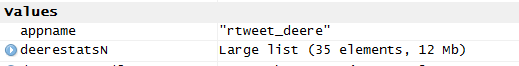 Values
appname "rtweet_deere"
deerestatsN Large list (35 elements, 12 Mb)